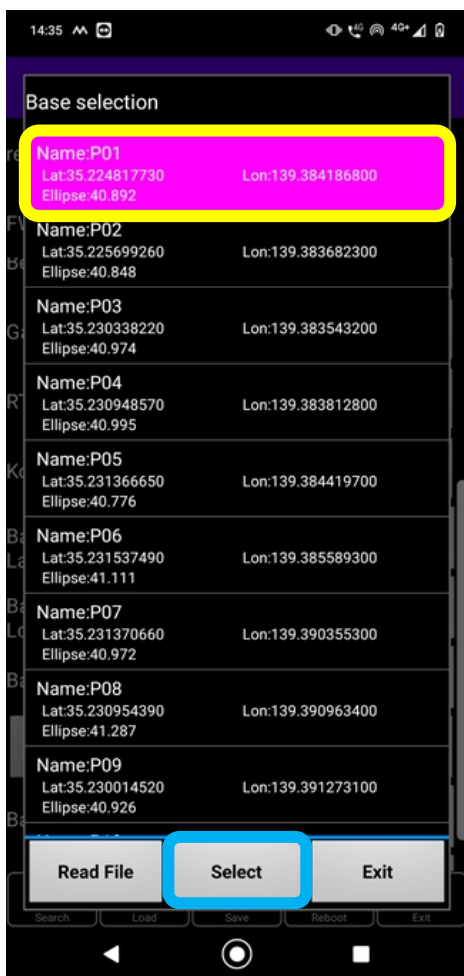 14:35
4G
4G+
Base selection
Name:P01
Lat:35.224817730 Lon:139.384186800
Ellipse:40.892
Name:P02
Lat:35.225699260 Lon:139.383682300
Ellipse:40.848
Name:P03
Lat:35.230338220 Lon:139.383543200
Ellipse:40.974
Name:P04
Lat:35.230948570 Lon:139.383812800
Ellipse:40.995
Name:P05
Lat:35.231366650 Lon:139.384419700
Ellipse:40.776
Name:P06
Lat:35.231537490 Lon:139.385589300
Ellipse:41.111
Name:P07
Lat:35.231370660 Lon:139.390355300
Ellipse:40.972
Name:P08
Lat:35.230954390 Lon:139.390963400
Ellipse:41.287
Name:P09
Lat:35.230014520 Lon:139.391273100
Ellipse:40.926
Read File Select Exit
Search Load Save Reboot Exit